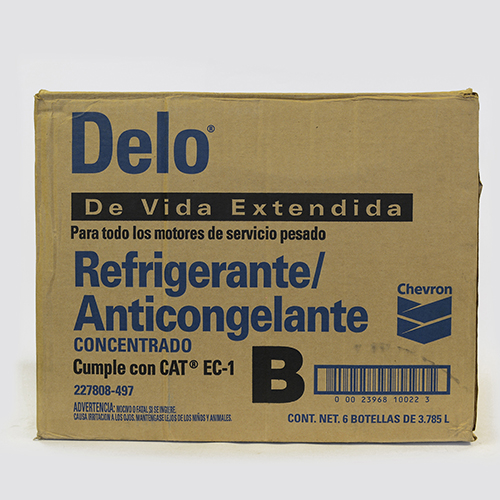 Delo®
De Vida Extendida
Para todo los motores de servicio pesado
Refrigerante/
Anticongelante
Chevron
CONCENTRADO
Cumple con CAT® EC-1
B
227808-497
0 00 23968 10022 3
ADVERTENCIA: NOCIVO O FATAL SI SE INGIERE.
CAUSA IRRITACION A LOS OJOS. MANTENGASE LEJOS DE LOS NIÑOS Y ANIMALES.
CONT. NET. 6 BOTELLAS DE 3.785 L